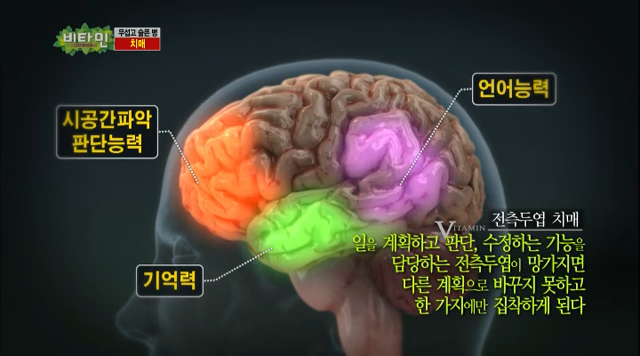 비타민
무섭고 슬픈 병
치매
언어능력
시공간파악
판단능력
기억력
전측두엽 치매
VITAMIN
일을 계획하고 판단, 수정하는 기능을
담당하는 전측두엽이 망가지면
다른 계획으로 바꾸지 못하고
한 가지에만 집착하게 된다